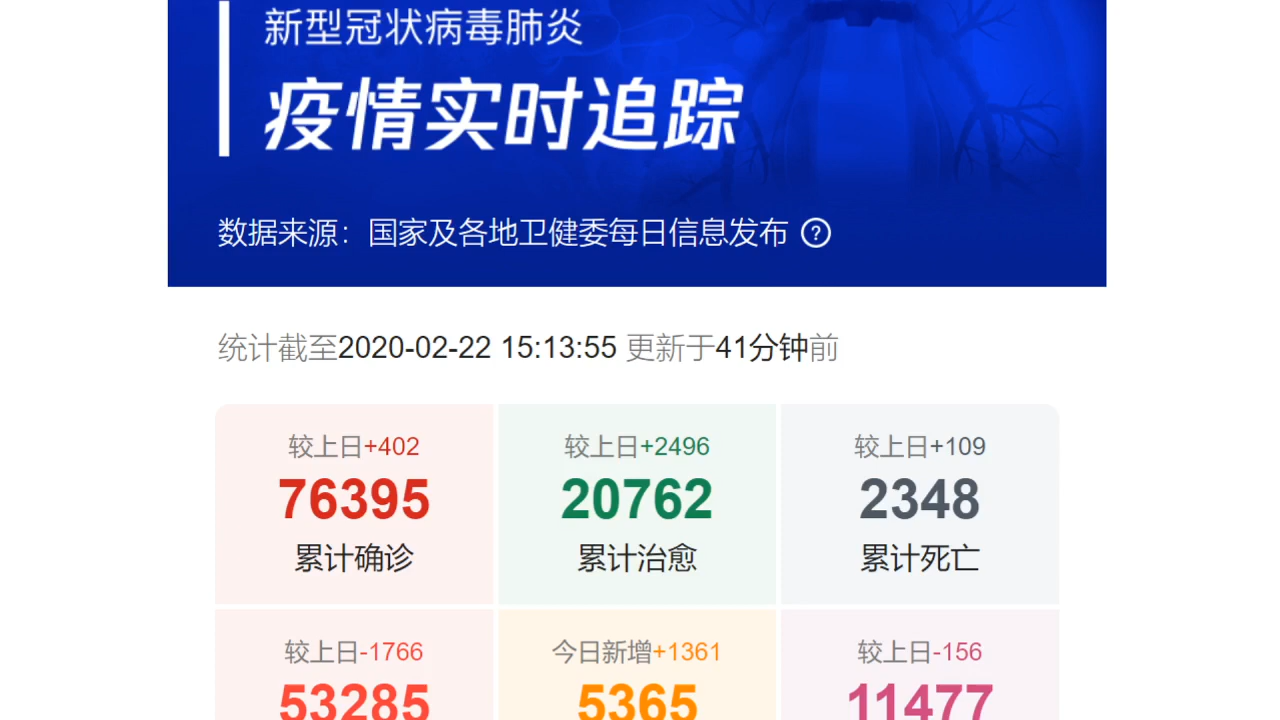 新型冠状病毒肺炎
疫情实时追踪
数据来源：国家及各地卫健委每日信息发布 ?
统计截至2020-02-22 15:13:55 更新于41分钟前
较上日+402 较上日+2496 较上日+109
76395 20762 2348
累计确诊 累计治愈 累计死亡
较上日-1766 今日新增+1361 较上日-156
53285 5365 11477